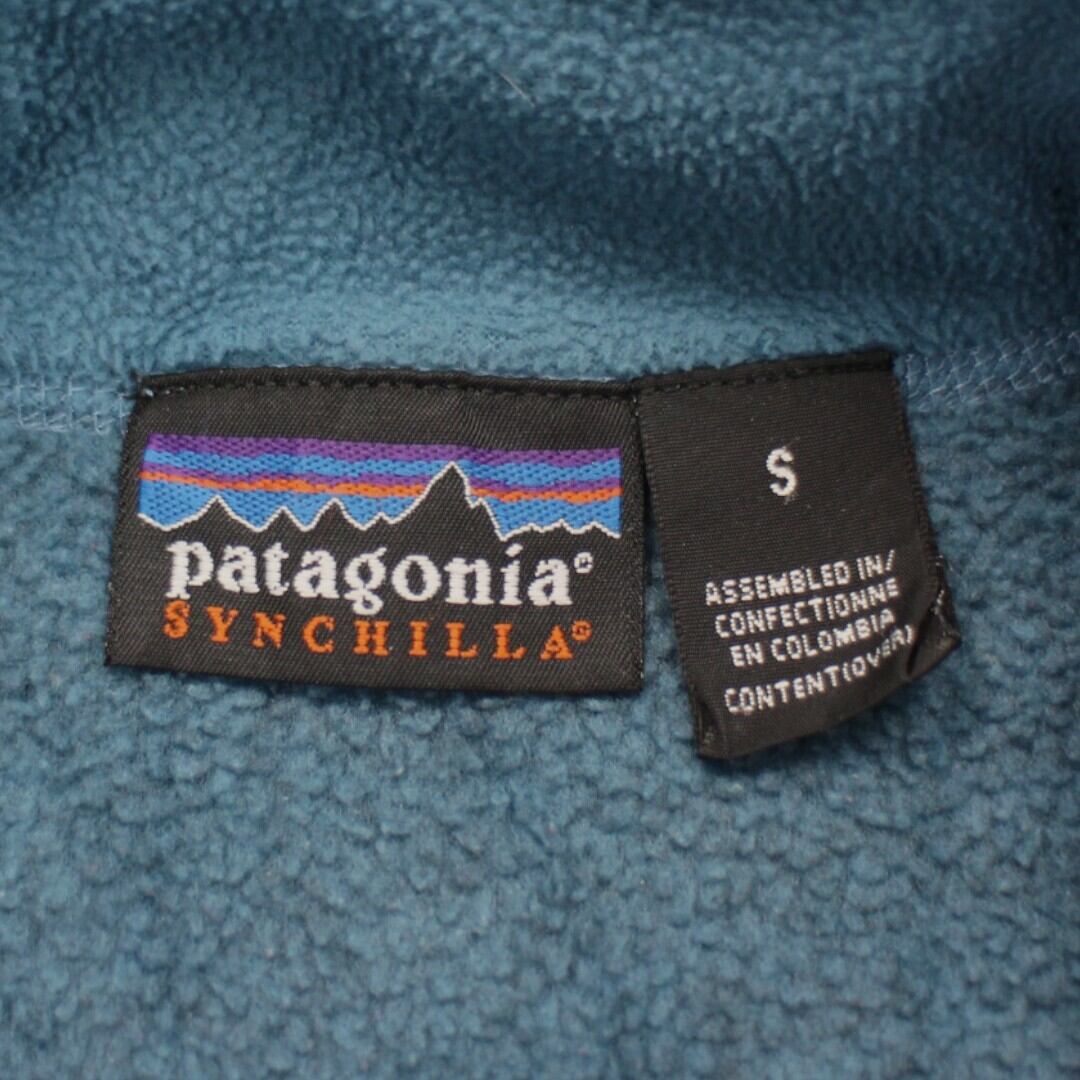 patagonia®
SYNCHILLA®
S
ASSEMBLED IN/
CONFECTIONNE
EN COLOMBIA
CONTENT(OVER)